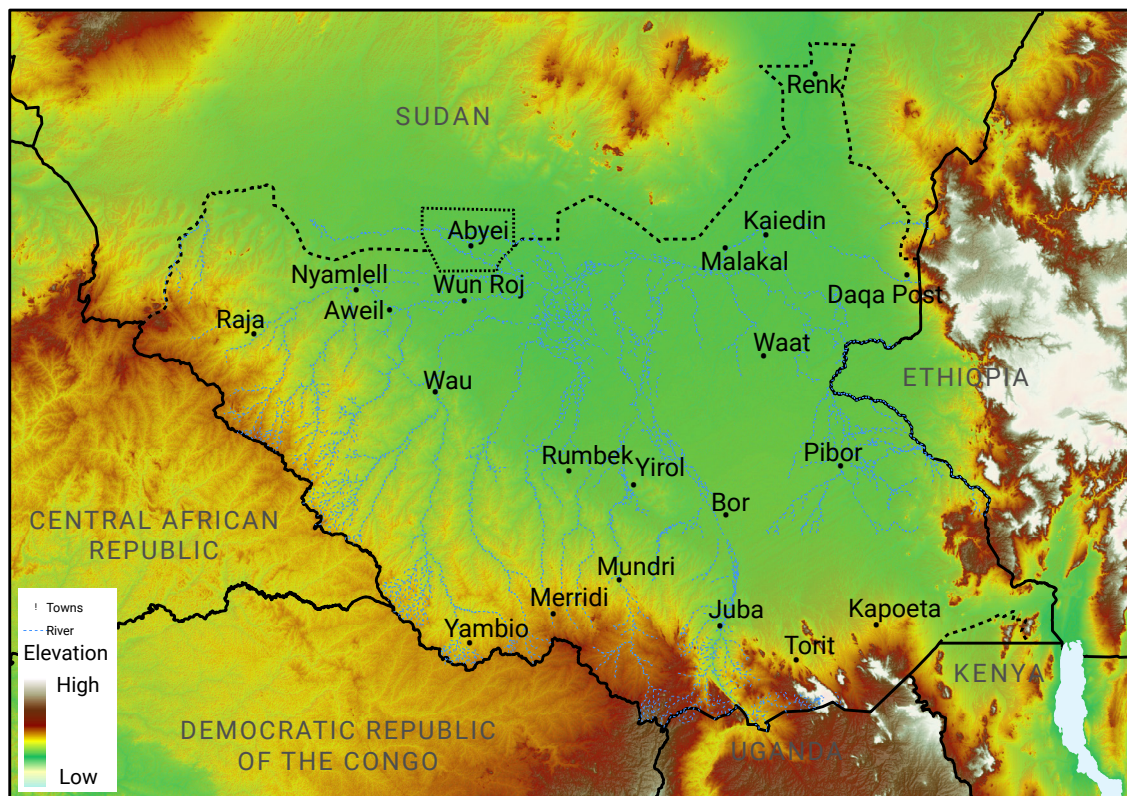 Renk
SUDAN
Kaiedin
Abyei
Malakal
Nyamlell
Wun Roj
Daqa Post
Aweil
Raja
Waat
ETHIOPIA
Wau
Rumbek
Yirol
Pibor
Bor
CENTRAL AFRICAN
REPUBLIC
Mundri
Merridi
Juba
Kapoeta
Yambio
Torit
KENYA
DEMOCRATIC REPUBLIC
OF THE CONGO
UGANDA
! Towns
River
Elevation
High
Low